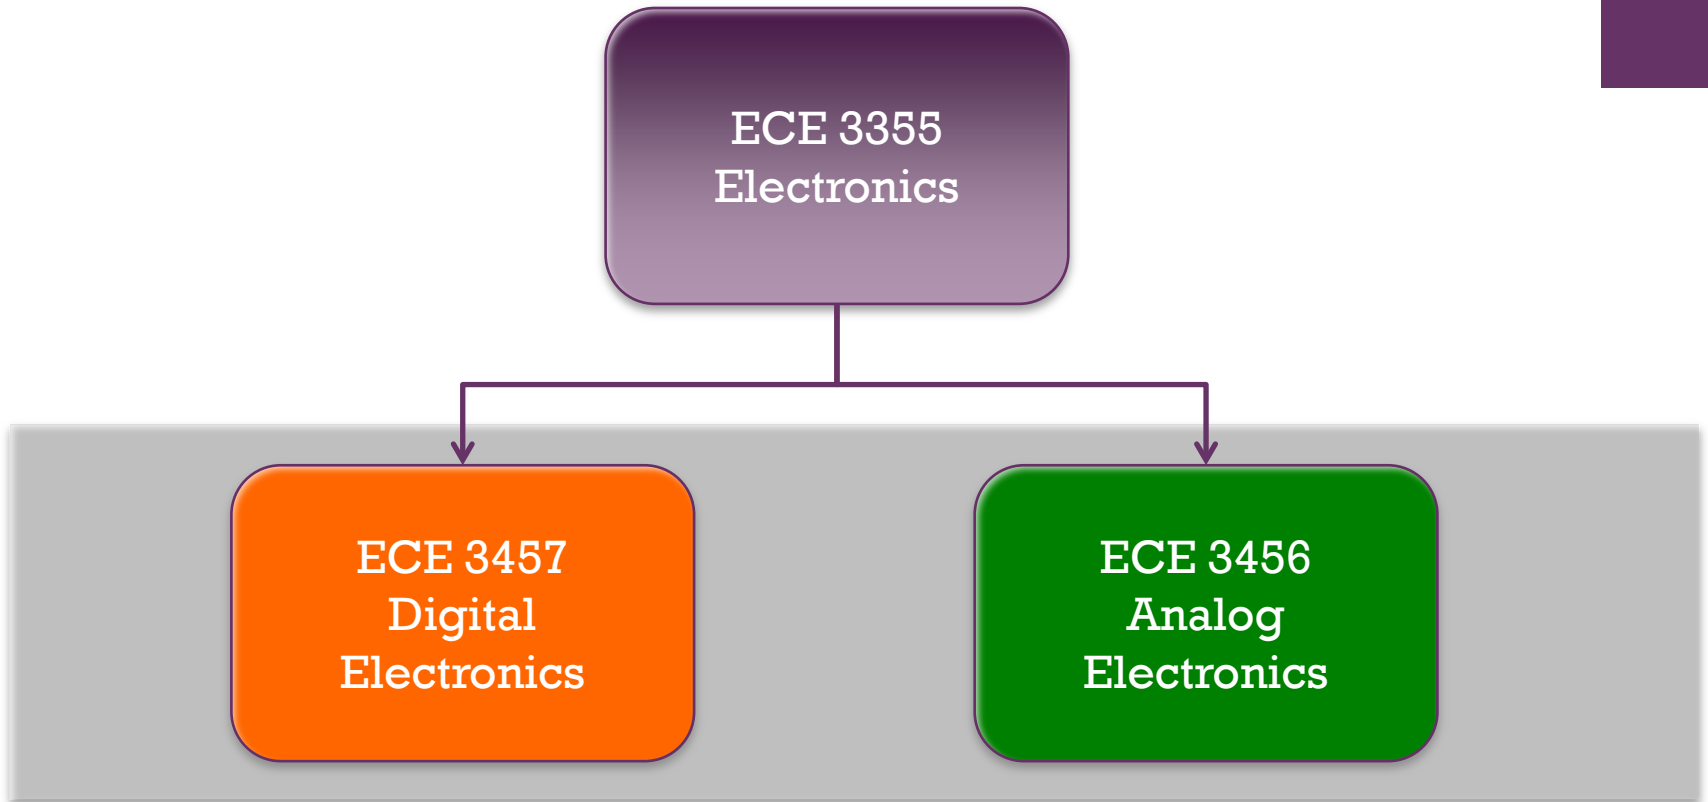 ECE 3355
Electronics
ECE 3457
Digital
Electronics
ECE 3456
Analog
Electronics